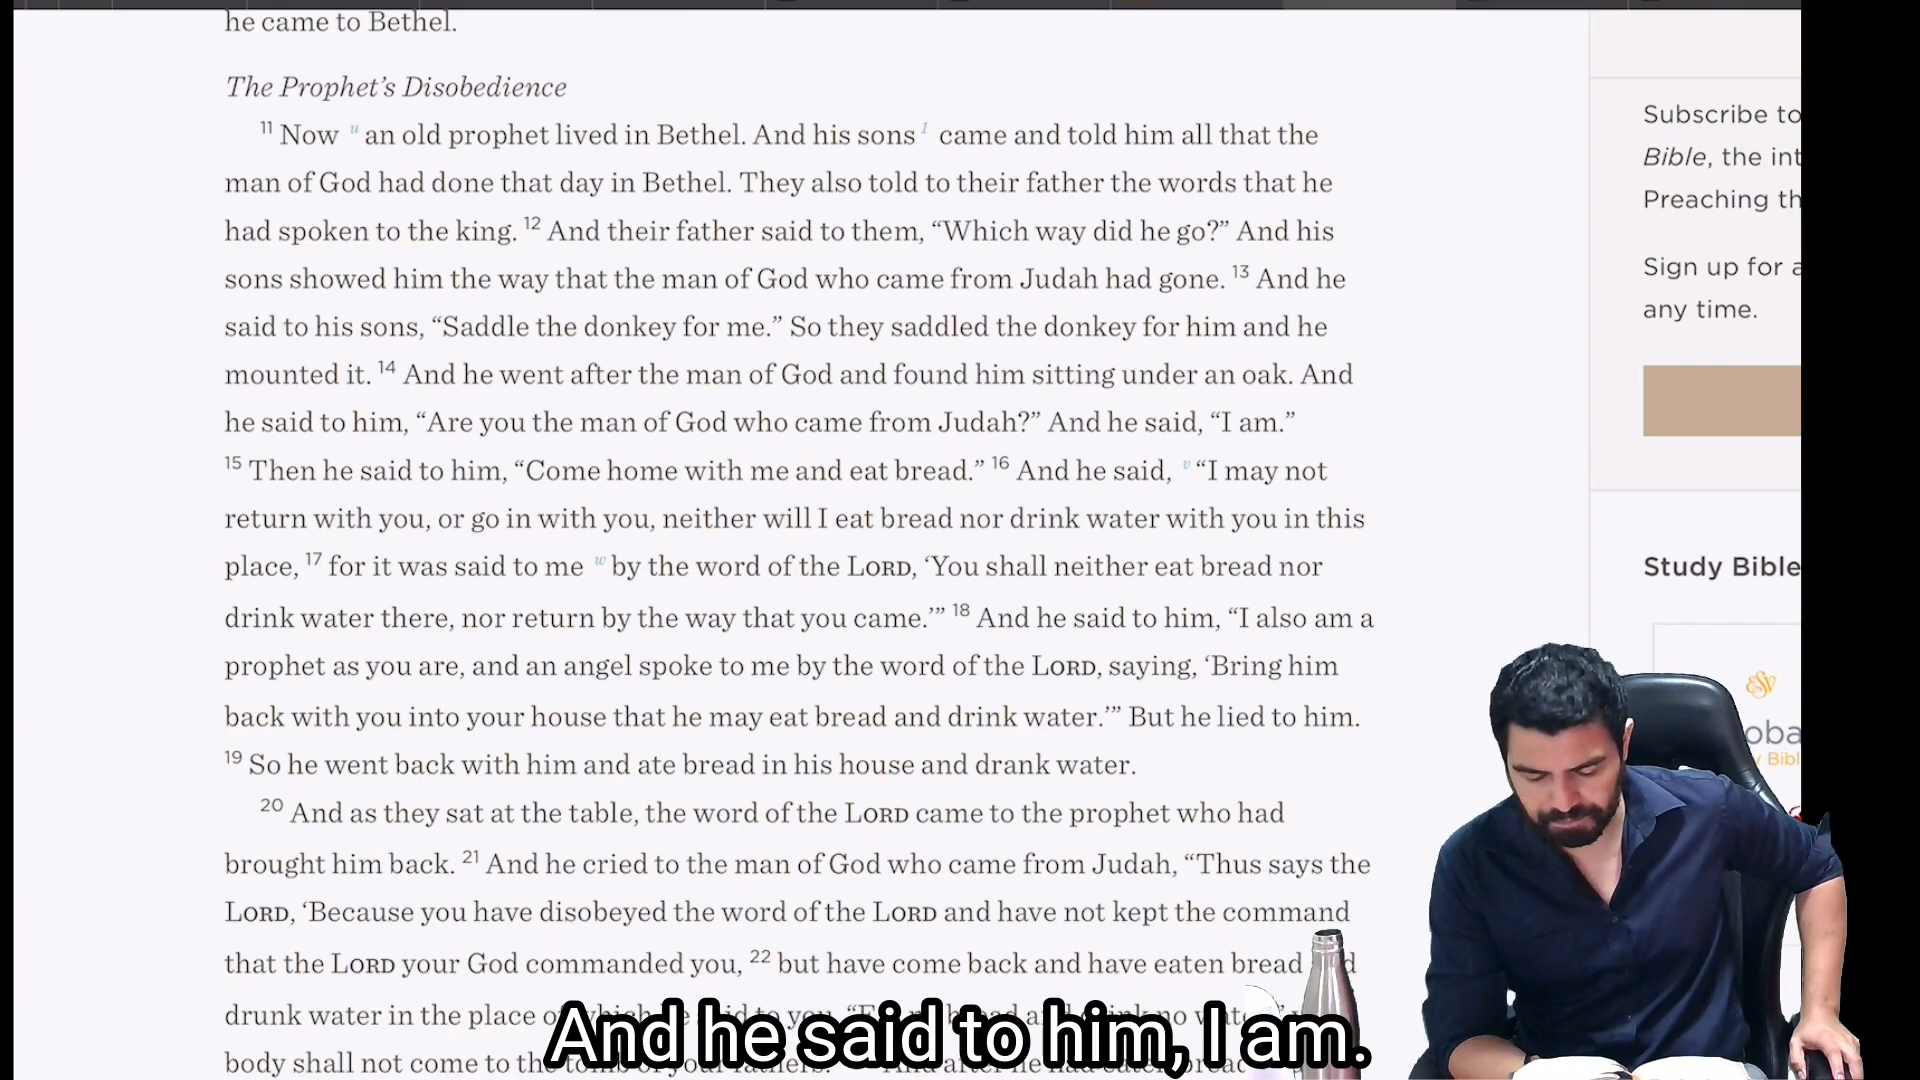 he came to Bethel.
The Prophet’s Disobedience
11 Now u an old prophet lived in Bethel. And his sons 1 came and told him all that the
man of God had done that day in Bethel. They also told to their father the words that he
had spoken to the king. 12 And their father said to them, “Which way did he go?” And his
sons showed him the way that the man of God who came from Judah had gone. 13 And he
said to his sons, “Saddle the donkey for me.” So they saddled the donkey for him and he
mounted it. 14 And he went after the man of God and found him sitting under an oak. And
he said to him, “Are you the man of God who came from Judah?” And he said, “I am.”
15 Then he said to him, “Come home with me and eat bread.” 16 And he said, v “I may not
return with you, or go in with you, neither will I eat bread nor drink water with you in this
place, 17 for it was said to me w by the word of the LORD, ‘You shall neither eat bread nor
drink water there, nor return by the way that you came.’” 18 And he said to him, “I also am a
prophet as you are, and an angel spoke to me by the word of the LORD, saying, ‘Bring him
back with you into your house that he may eat bread and drink water.’” But he lied to him.
19 So he went back with him and ate bread in his house and drank water.
20 And as they sat at the table, the word of the LORD came to the prophet who had
brought him back. 21 And he cried to the man of God who came from Judah, “Thus says the
LORD, ‘Because you have disobeyed the word of the LORD and have not kept the command
that the LORD your God commanded you, 22 but have come back and have eaten bread
drunk water in the place
body shall not come to the
And he said to him, I am.
Subscribe to
Bible, the int
Preaching th
Sign up for a
any time.
Study Bible
ESV
oba
y Bibl